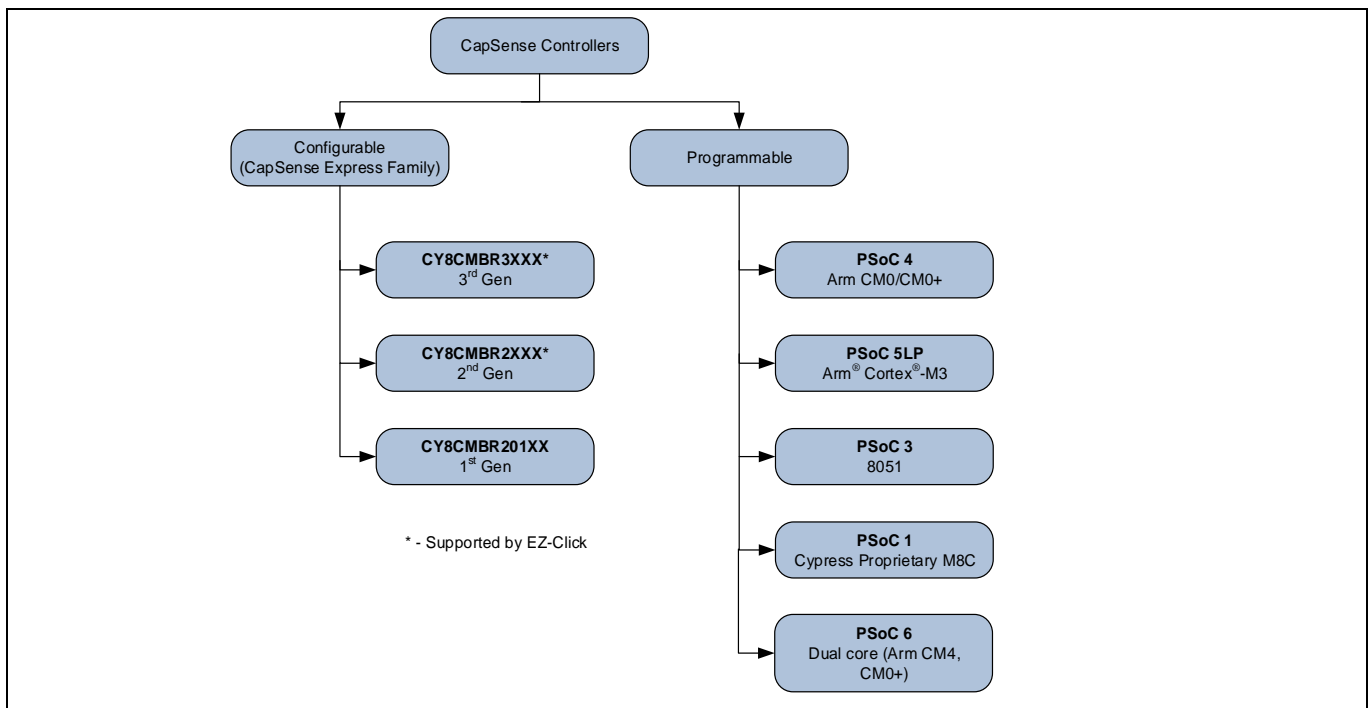 CapSense Controllers
Configurable
(CapSense Express Family)
Programmable
CY8CMBR3XXX*
3rd Gen
CY8CMBR2XXX*
2nd Gen
CY8CMBR201XX
1st Gen
* - Supported by EZ-Click
PSoC 4
Arm CM0/CM0+
PSoC 5LP
Arm® Cortex®-M3
PSoC 3
8051
PSoC 1
Cypress Proprietary M8C
PSoC 6
Dual core (Arm CM4,
CM0+)